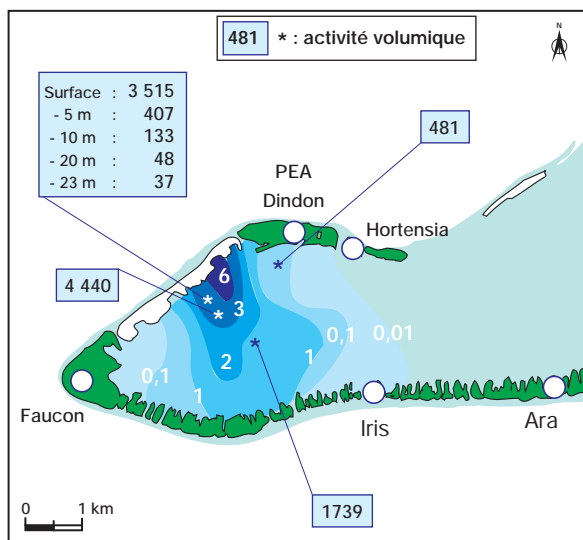 481 * : activité volumique
N
Surface : 3 515
- 5 m : 407
- 10 m : 133
- 20 m : 48
- 23 m : 37
481
PEA
Dindon
Hortensia
4 440
6
3
2
1
0,1
0,01
0,1
1
Faucon
Iris
Ara
1739
0 1 km